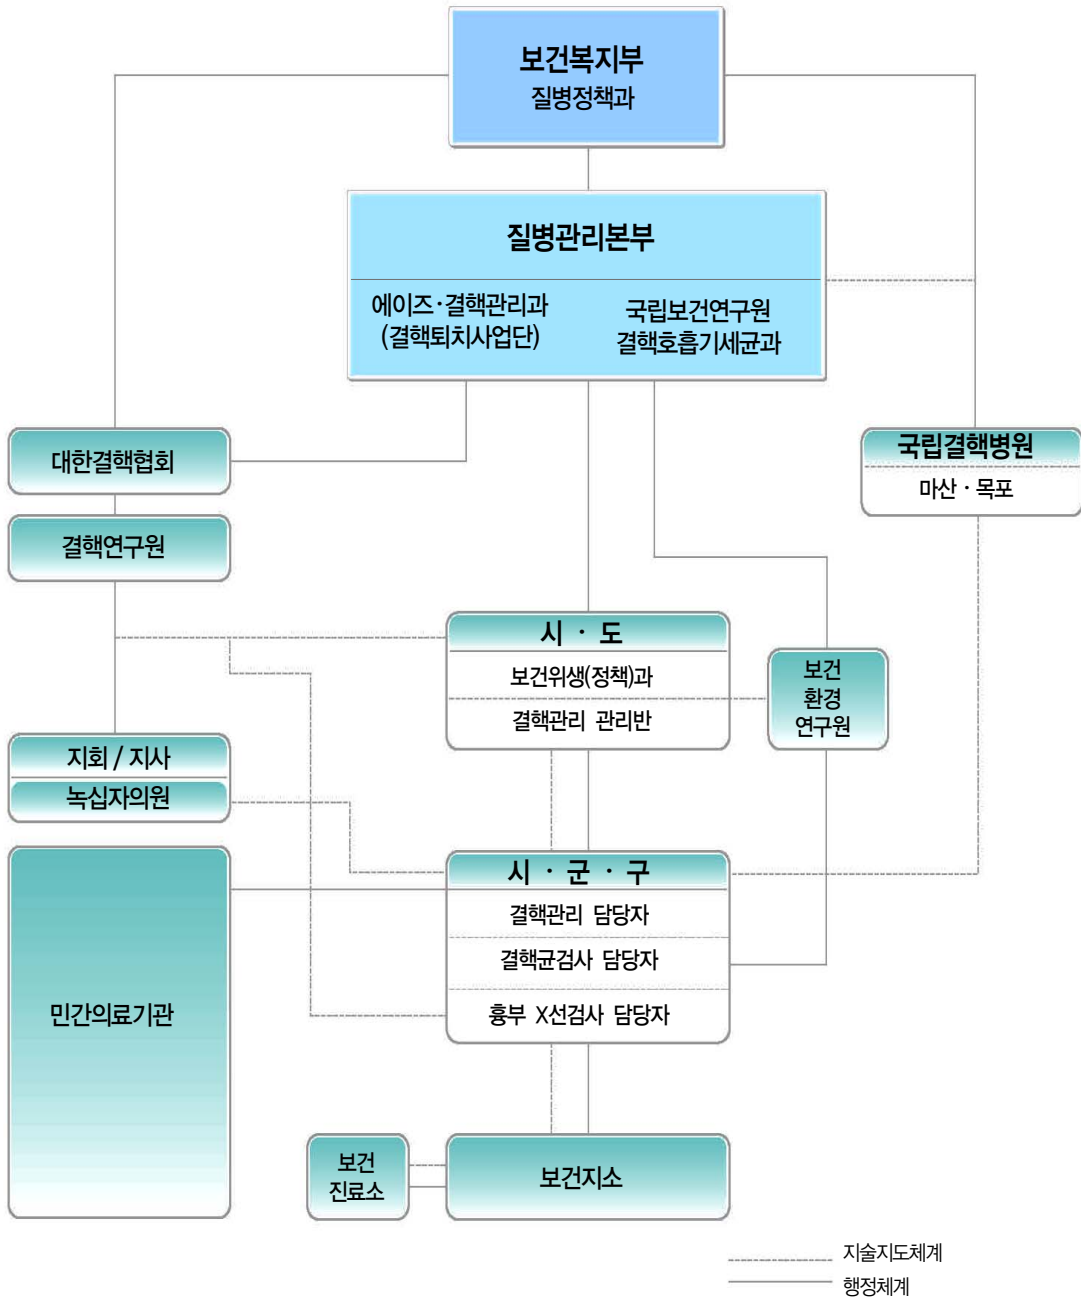 보건복지부
질병정책과
질병관리본부
에이즈·결핵관리과
(결핵퇴치사업단)
국립보건연구원
결핵호흡기세균과
대한결핵협회
결핵연구원
국립결핵병원
마산 · 목포
시 · 도
보건위생(정책)과
결핵관리 관리반
보건
환경
연구원
지회 / 지사
녹십자의원
시 · 군 · 구
결핵관리 담당자
결핵균검사 담당자
흉부 X선검사 담당자
민간의료기관
보건
진료소
보건지소
지술지도체계
행정체계